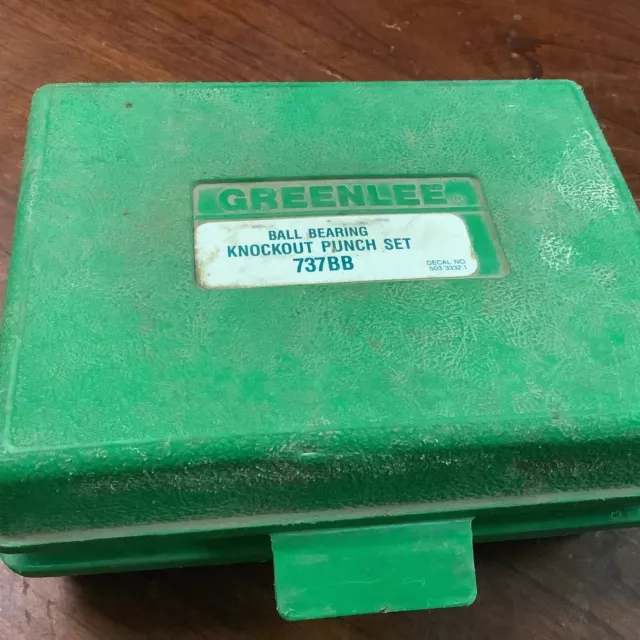 GREENLEE
BALL BEARING
KNOCKOUT PUNCH SET
737BB
DECAL NO.
503 3332.1